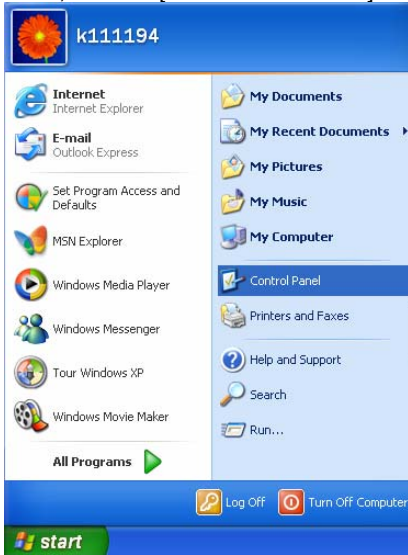 k111194
Internet
Internet Explorer
E-mail
Outlook Express
Set Program Access and
Defaults
MSN Explorer
Windows Media Player
Windows Messenger
Tour Windows XP
Windows Movie Maker
All Programs
My Documents
My Recent Documents
My Pictures
My Music
My Computer
Control Panel
Printers and Faxes
Help and Support
Search
Run...
Log Off
Turn Off Computer
start